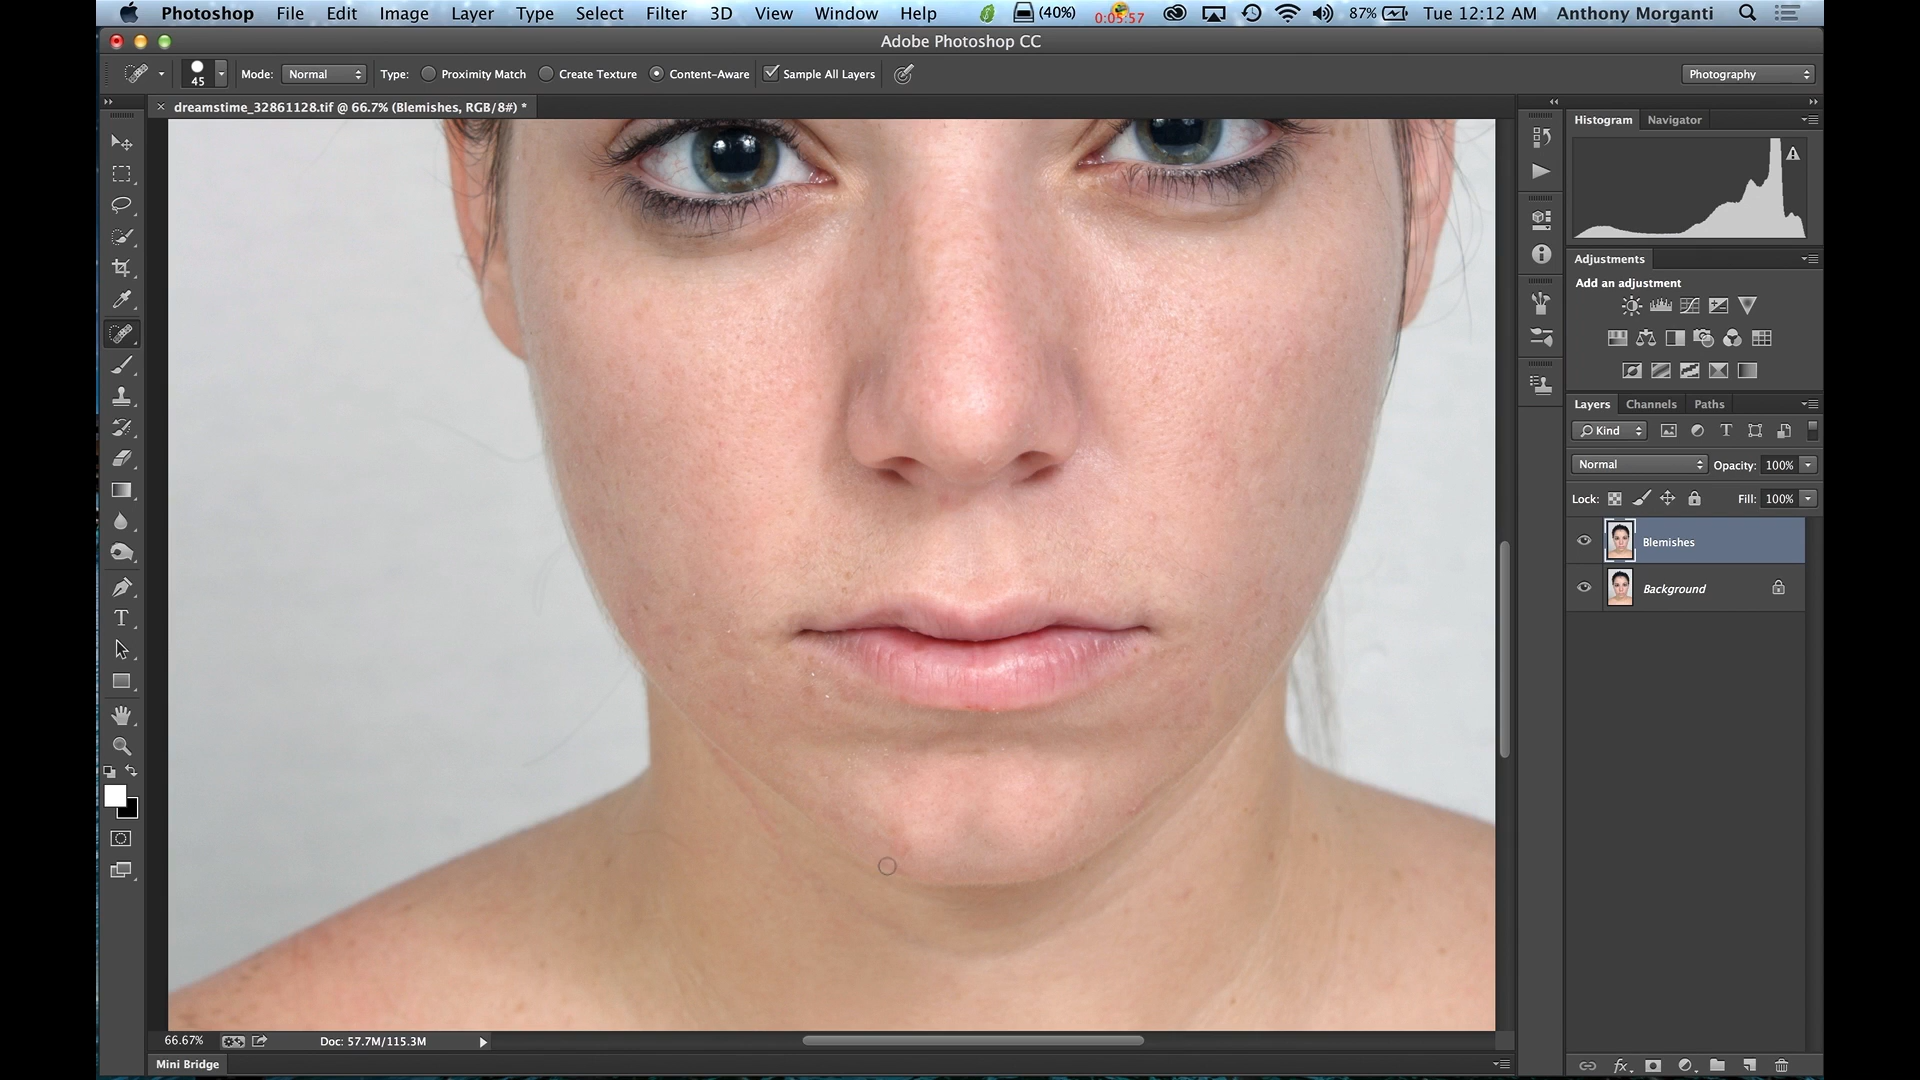 Photoshop File Edit Image Layer Type Select Filter 3D View Window Help (40%) 0:05:57 87% Tue 12:12 AM Anthony Morganti
Adobe Photoshop CC
45 Mode: Normal Type: Proximity Match Create Texture Content-Aware Sample All Layers Photography
dreamstime_32861128.tif @ 66.7% (Blemishes, RGB/8#) *
Histogram Navigator
Adjustments
Add an adjustment
Layers Channels Paths
Kind
Normal Opacity: 100%
Lock: Fill: 100%
Blemishes
Background
66.67% Doc: 57.7M/115.3M
Mini Bridge